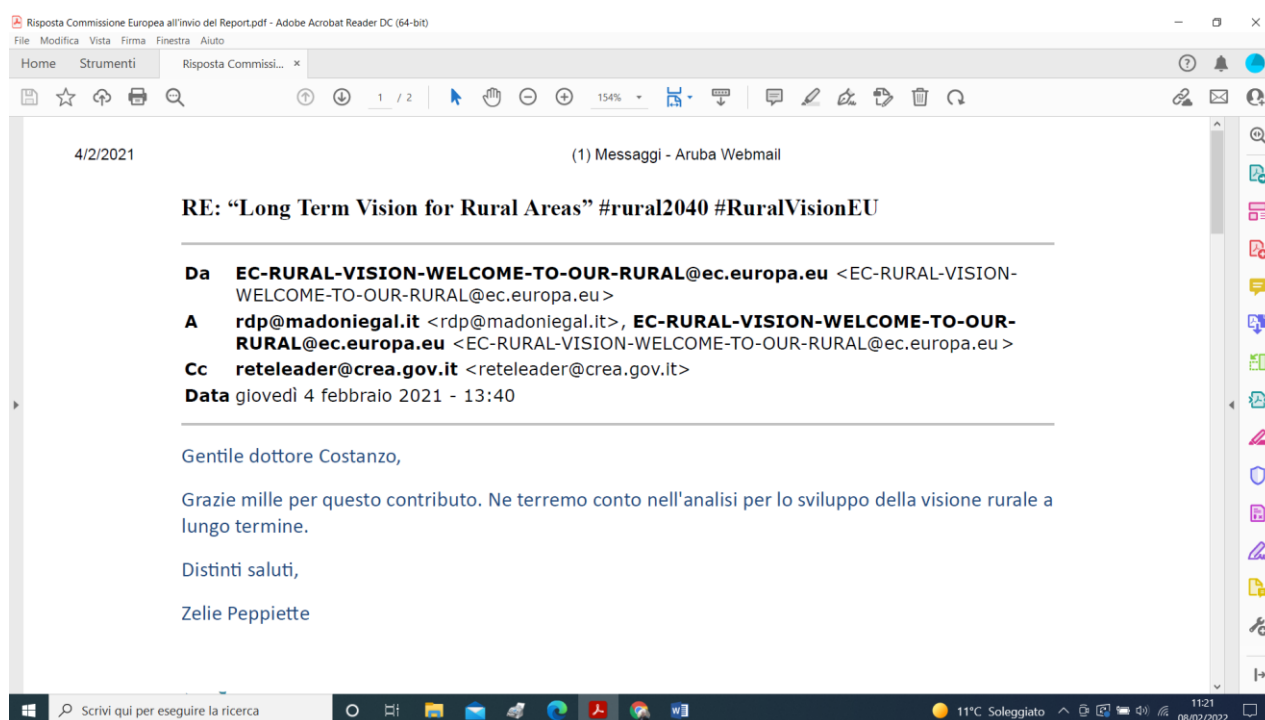 Risposta Commissione Europea all'invio del Report.pdf - Adobe Acrobat Reader DC (64-bit)
File Modifica Vista Firma Finestra Aiuto
Home Strumenti Risposta Commissi... ×
1 / 2 154%
4/2/2021 (1) Messaggi - Aruba Webmail
RE: “Long Term Vision for Rural Areas” #rural2040 #RuralVisionEU
Da EC-RURAL-VISION-WELCOME-TO-OUR-RURAL@ec.europa.eu <EC-RURAL-VISION-
WELCOME-TO-OUR-RURAL@ec.europa.eu>
A rdp@madoniegal.it <rdp@madoniegal.it>, EC-RURAL-VISION-WELCOME-TO-OUR-
RURAL@ec.europa.eu <EC-RURAL-VISION-WELCOME-TO-OUR-RURAL@ec.europa.eu>
Cc reteleader@crea.gov.it <reteleader@crea.gov.it>
Data giovedì 4 febbraio 2021 - 13:40
Gentile dottore Costanzo,
Grazie mille per questo contributo. Ne terremo conto nell'analisi per lo sviluppo della visione rurale a
lungo termine.
Distinti saluti,
Zelie Peppiette
Scrivi qui per eseguire la ricerca 11°C Soleggiato 11:21
08/02/2022